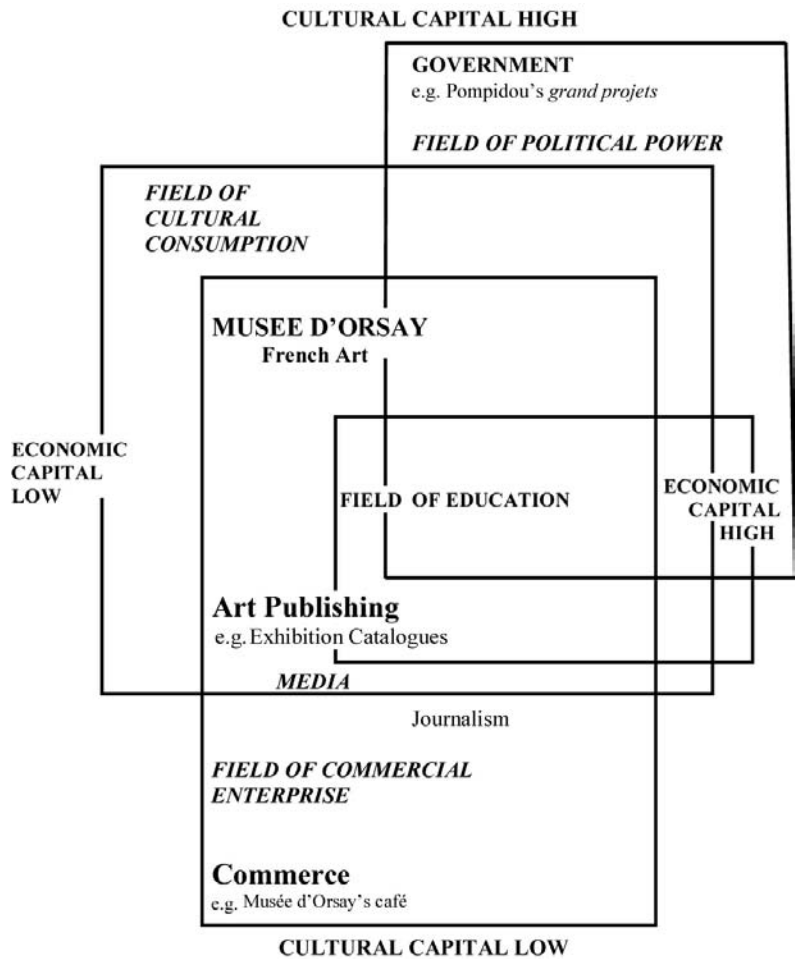 CULTURAL CAPITAL HIGH
GOVERNMENT
e.g. Pompidou's grand projets
FIELD OF POLITICAL POWER
FIELD OF
CULTURAL
CONSUMPTION
MUSEE D'ORSAY
French Art
ECONOMIC
CAPITAL
LOW
FIELD OF EDUCATION
ECONOMIC
CAPITAL
HIGH
Art Publishing
e.g. Exhibition Catalogues
MEDIA
Journalism
FIELD OF COMMERCIAL
ENTERPRISE
Commerce
e.g. Musée d'Orsay's café
CULTURAL CAPITAL LOW